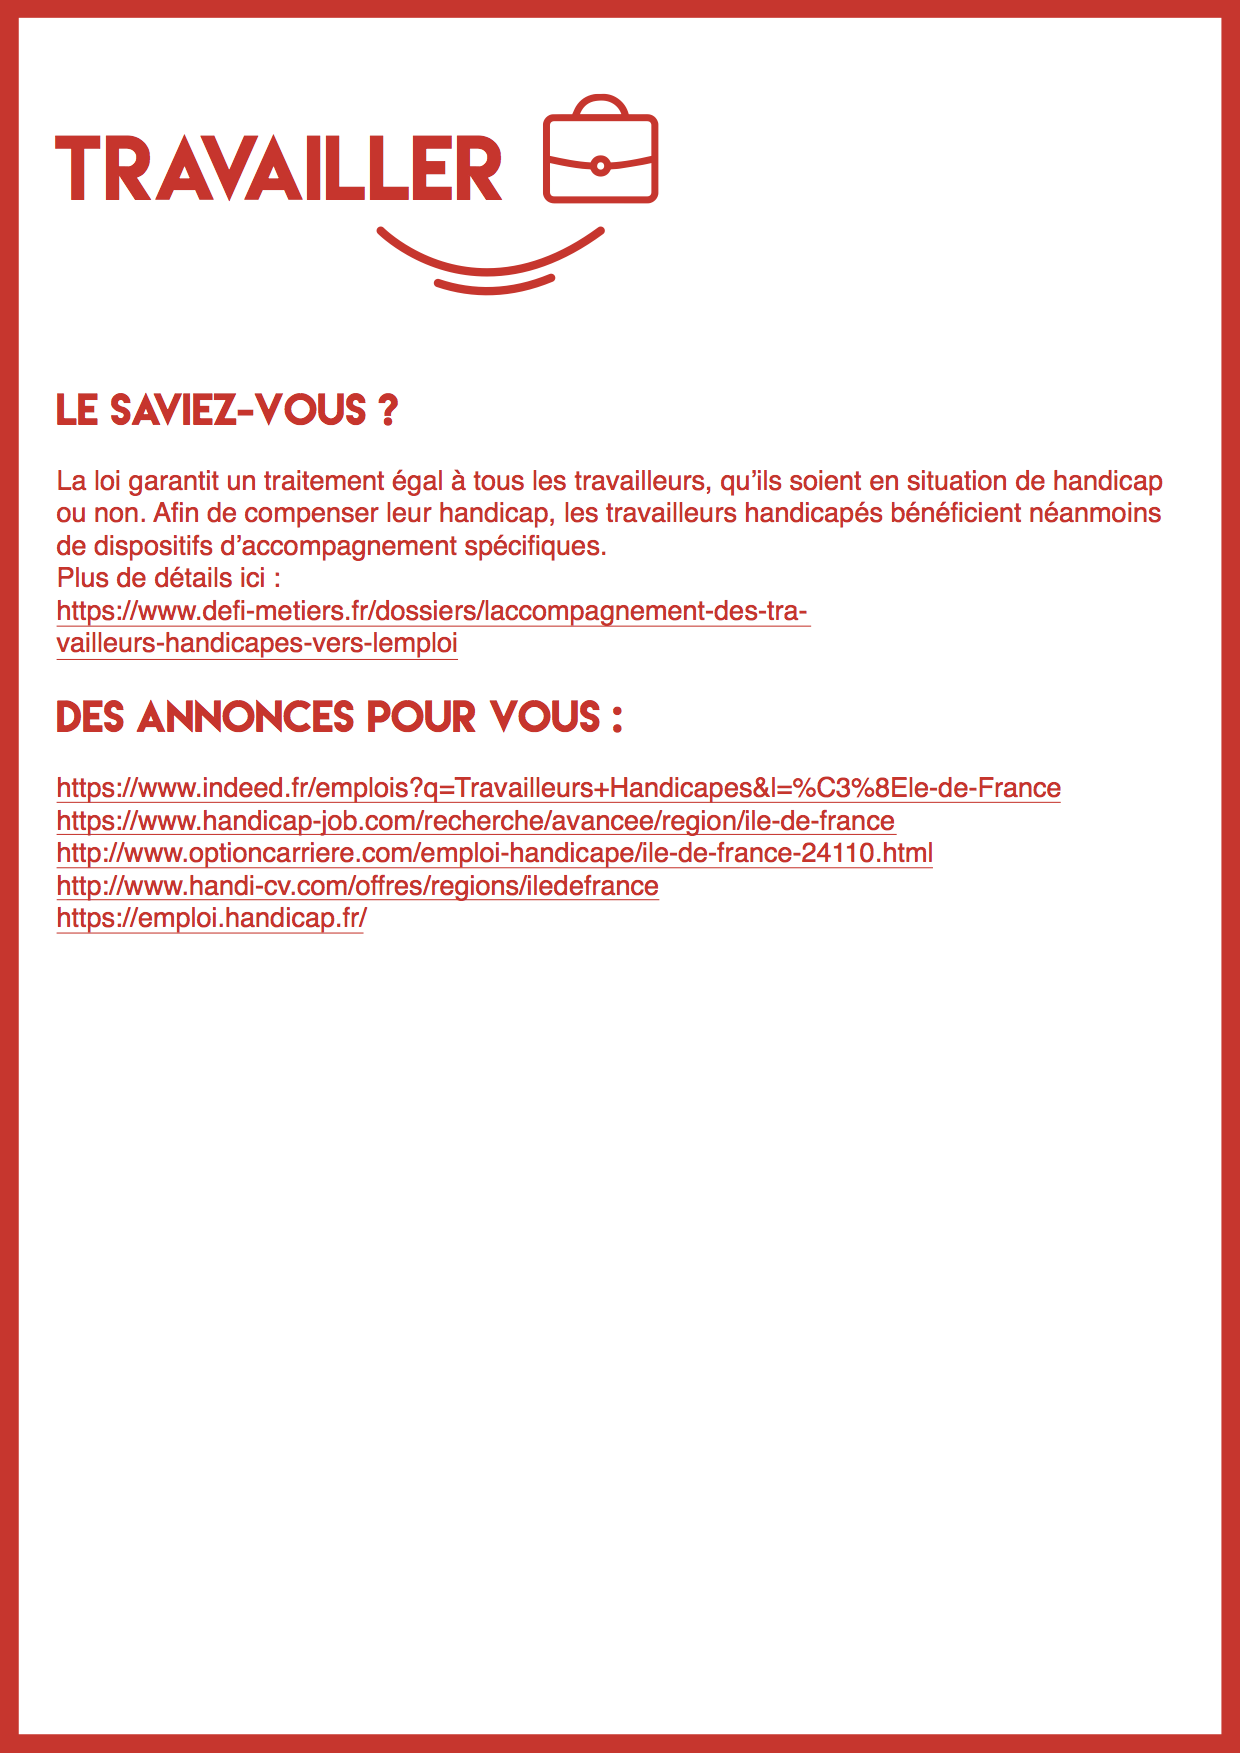 TRAVAILLER
LE SAVIEZ-VOUS ?
La loi garantit un traitement égal à tous les travailleurs, qu’ils soient en situation de handicap
ou non. Afin de compenser leur handicap, les travailleurs handicapés bénéficient néanmoins
de dispositifs d’accompagnement spécifiques.
Plus de détails ici :
https://www.defi-metiers.fr/dossiers/laccompagnement-des-tra-
vailleurs-handicapes-vers-lemploi
DES ANNONCES POUR VOUS :
https://www.indeed.fr/emplois?q=Travailleurs+Handicapes&l=%C3%8Ele-de-France
https://www.handicap-job.com/recherche/avancee/region/ile-de-france
http://www.optioncarriere.com/emploi-handicape/ile-de-france-24110.html
http://www.handi-cv.com/offres/regions/iledefrance
https://emploi.handicap.fr/